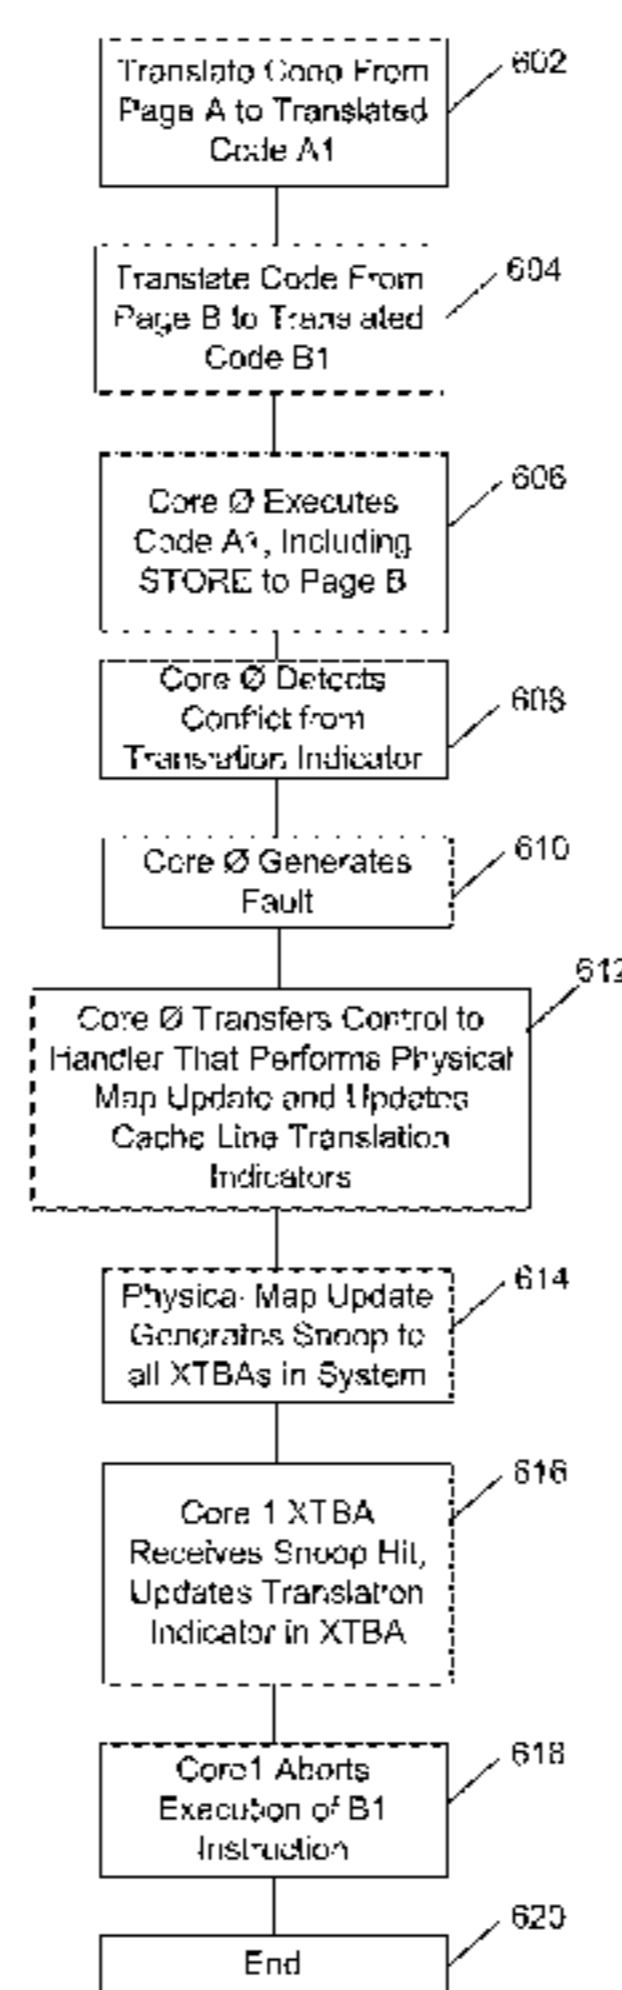 Translate Code From
Page A to Translated
Code A1
602
Translate Code From
Page B to Translated
Code B1
604
Core Ø Executes
Code A1, Including
STORE to Page B
606
Core Ø Detects
Conflict from
Translation Indicator
608
Core Ø Generates
Fault
610
Core Ø Transfers Control to
Handler That Performs Physical
Map Update and Updates
Cache Line Translation
Indicators
612
Physical Map Update
Generates Snoop to
all XTBAs in System
614
Core 1 XTBA
Receives Snoop Hit,
Updates Translation
Indicator in XTBA
616
Core1 Aborts
Execution of B1
Instruction
618
End
620